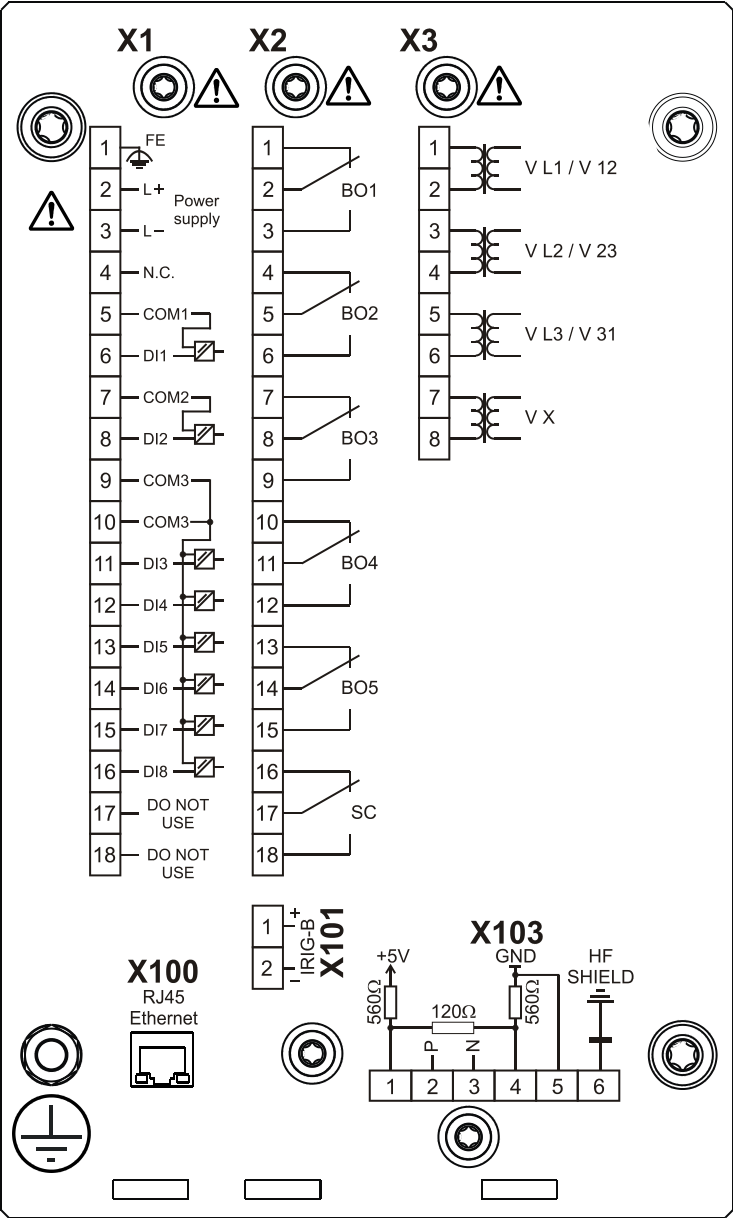 X1
1 FE
2 L+ Power
supply
3 L−
4 N.C.
5 COM1
6 DI1
7 COM2
8 DI2
9 COM3
10 COM3
11 DI3
12 DI4
13 DI5
14 DI6
15 DI7
16 DI8
17 DO NOT
USE
18 DO NOT
USE
X2
1
2 BO1
3
4
5 BO2
6
7
8 BO3
9
10
11 BO4
12
13
14 BO5
15
16
17 SC
18
X3
1
2
V L1 / V 12
3
4
V L2 / V 23
5
6
V L3 / V 31
7
8
V X
X100
RJ45
Ethernet
X101
IRIG-B
1 +
2 −
X103
+5V
GND
HF
SHIELD
560Ω
120Ω
560Ω
P
N
1 2 3 4 5 6